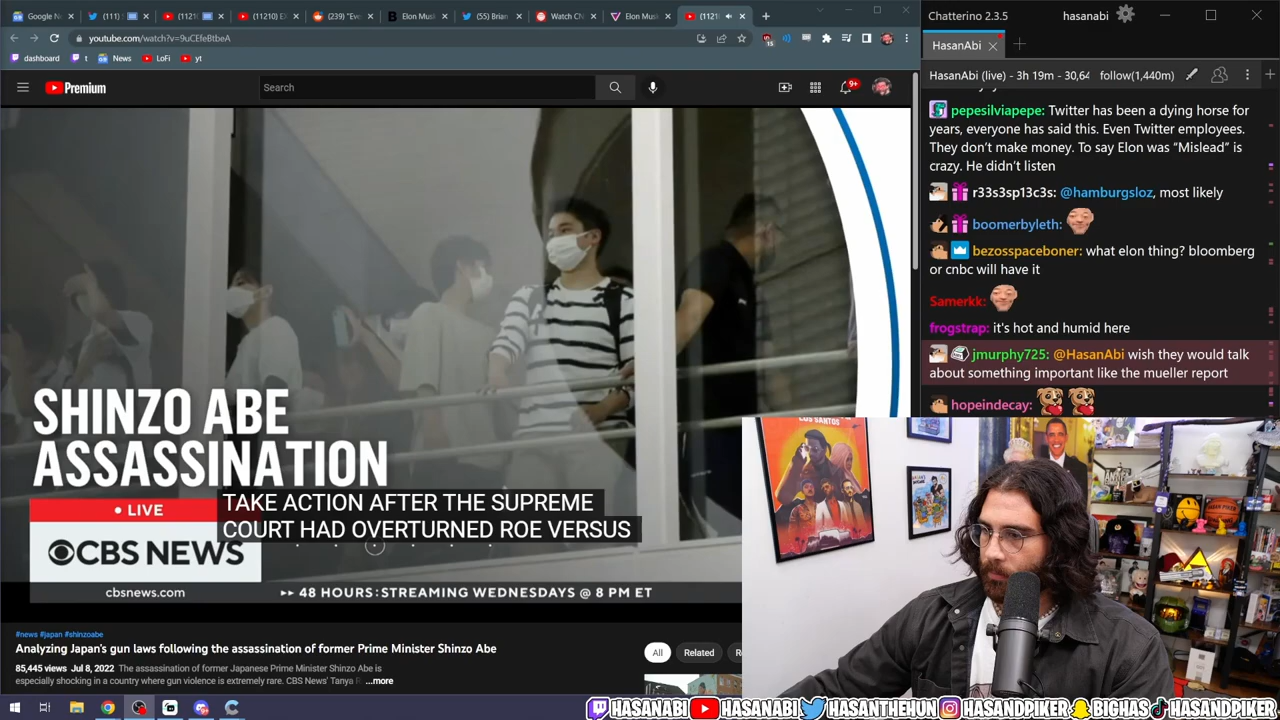 Google N
(111)
(1121
(11210) E
(239) "Eve
Elon Musk
(55) Brian
Watch CN
Elon Musk
(1121
youtube.com/watch?v=9uCEfeBtbeA
15
dashboard
t
News
LoFi
yt
Premium
Search
9+
SHINZO ABE
ASSASSINATION
LIVE
TAKE ACTION AFTER THE SUPREME
COURT HAD OVERTURNED ROE VERSUS
CBS NEWS
cbsnews.com
48 HOURS: STREAMING WEDNESDAYS @ 8 PM ET
#news #japan #shinzoabe
Analyzing Japan's gun laws following the assassination of former Prime Minister Shinzo Abe
85,445 views Jul 8, 2022 The assassination of former Japanese Prime Minister Shinzo Abe is
especially shocking in a country where gun violence is extremely rare. CBS News' Tanya R ...more
All
Related
Chatterino 2.3.5
hasanabi
HasanAbi
HasanAbi (live) - 3h 19m - 30,64
follow(1,440m)
pepesilviapepe: Twitter has been a dying horse for
years, everyone has said this. Even Twitter employees.
They don't make money. To say Elon was "Mislead" is
crazy. He didn't listen
r33s3sp13c3s: @hamburgsloz, most likely
boomerbyleth:
bezosspaceboner: what elon thing? bloomberg
or cnbc will have it
Samerkk:
frogstrap: it's hot and humid here
jmurphy725: @HasanAbi wish they would talk
about something important like the mueller report
hopeindecay:
LOS SANTOS
HASANABI
HASANABI
HASANTHEHUN
HASANDPIKER
BIGHAS
HASANDPIKER